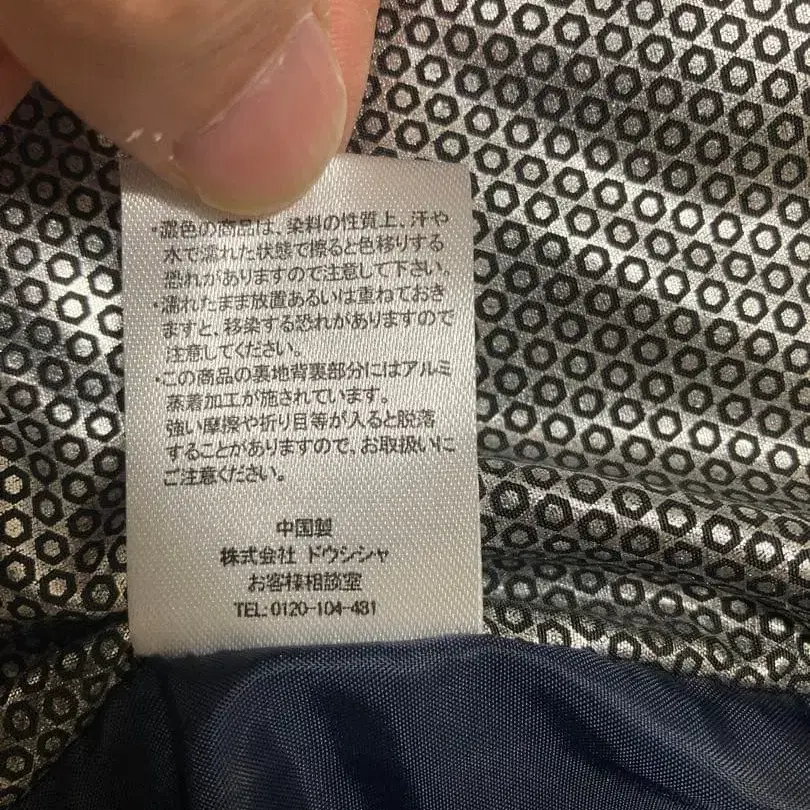 ・濃色の商品は、染料の性質上、汗や
水で濡れた状態で擦ると色移りする
恐れがありますので注意して下さい。
・濡れたまま放置あるいは重ねておき
ますと、移染する恐れがありますので
注意してください。
・この商品の裏地背裏部分にはアルミ
蒸着加工が施されています。
強い摩擦や折り目等が入ると脱落
することがありますので、お取扱いに
ご注意ください。
中国製
株式会社 ドウシシャ
お客様相談室
TEL:0120-104-481